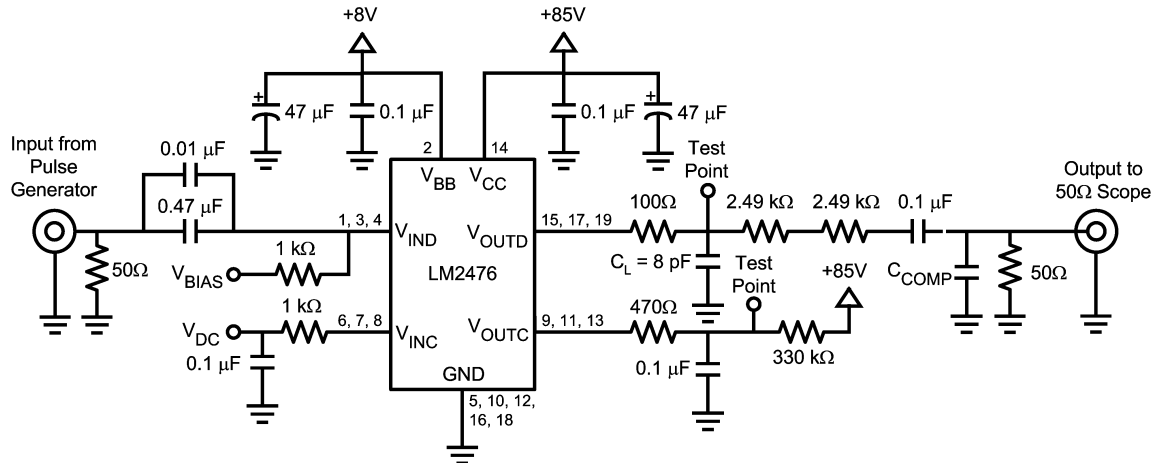 +8V
+85V
47 μF
0.1 μF
0.1 μF
47 μF
Input from
Pulse
Generator
0.01 μF
0.47 μF
50Ω
V_BIAS
1 kΩ
1, 3, 4
V_DC
1 kΩ
6, 7, 8
0.1 μF
2
14
V_BB
V_CC
V_IND
V_OUTD
LM2476
V_INC
V_OUTC
GND
5, 10, 12,
16, 18
15, 17, 19
100Ω
Test
Point
2.49 kΩ
2.49 kΩ
0.1 μF
Output to
50Ω Scope
C_L = 8 pF
Test
Point
+85V
C_COMP
50Ω
9, 11, 13
470Ω
0.1 μF
330 kΩ